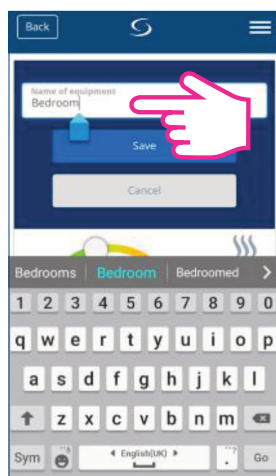 Back
Name of equipment
Bedroom
Save
Cancel
Bedrooms Bedroom Bedroomed >
1 2 3 4 5 6 7 8 9 0
q w e r t y u i o p
a s d f g h j k l
z x c v b n m
Sym English(UK) . Go